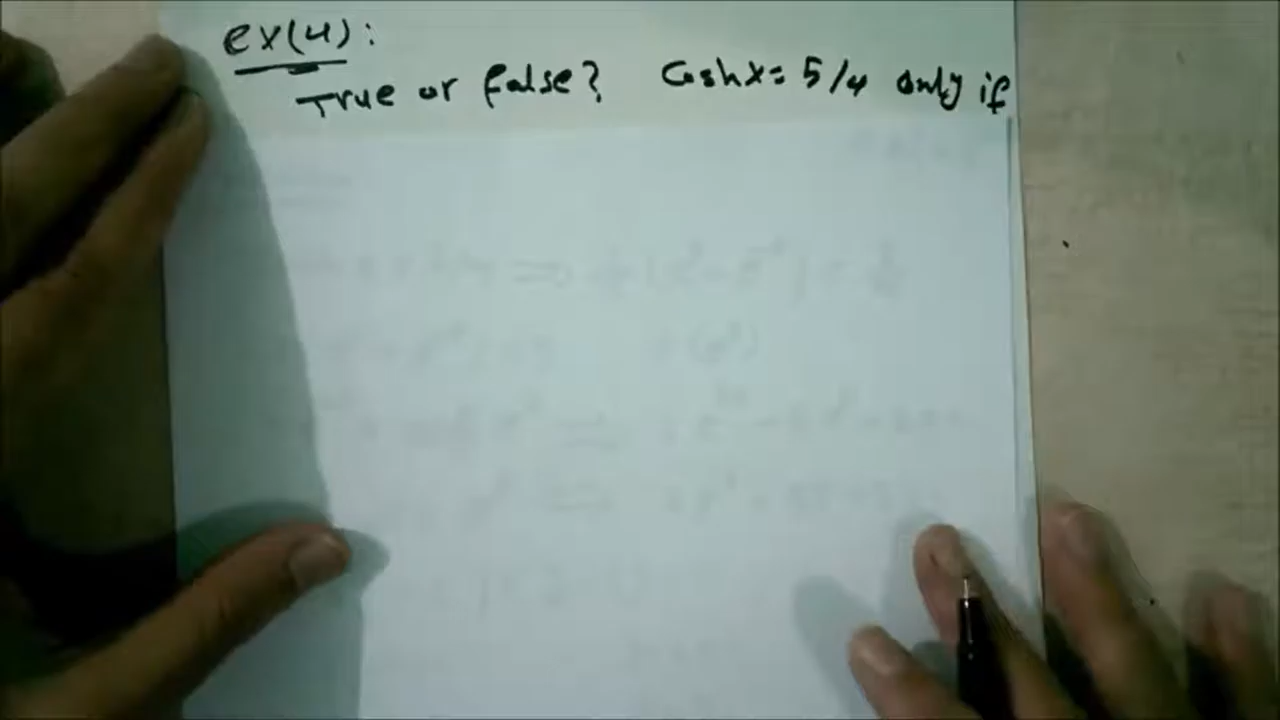 ex(4):
True or false? Coshx = 5/4 only if